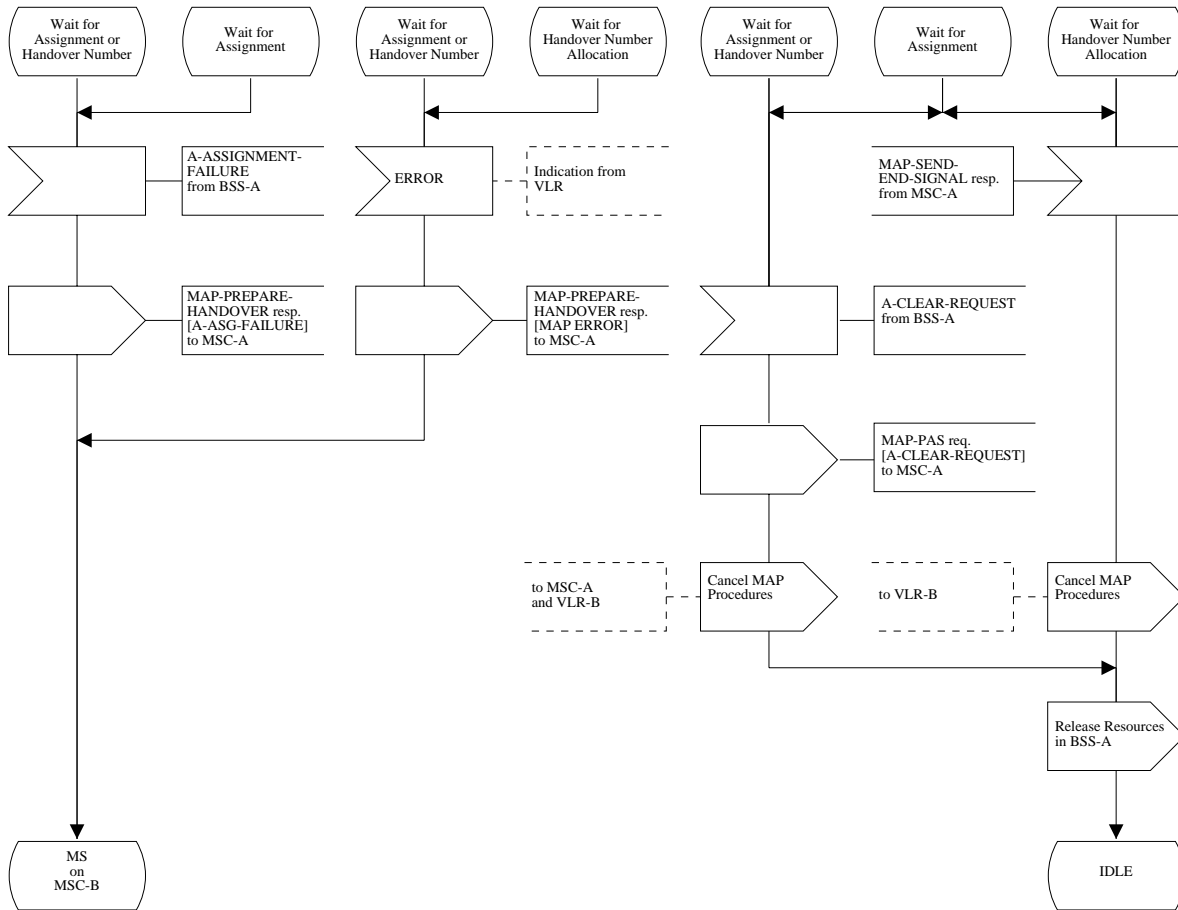 Wait for
Assignment or
Handover Number
Wait for
Assignment
Wait for
Assignment or
Handover Number
Wait for
Handover Number
Allocation
Wait for
Assignment or
Handover Number
Wait for
Assignment
Wait for
Handover Number
Allocation
A-ASSIGNMENT-
FAILURE
from BSS-A
ERROR
Indication from
VLR
MAP-SEND-
END-SIGNAL resp.
from MSC-A
MAP-PREPARE-
HANDOVER resp.
[A-ASG-FAILURE]
to MSC-A
MAP-PREPARE-
HANDOVER resp.
[MAP ERROR]
to MSC-A
A-CLEAR-REQUEST
from BSS-A
MAP-PAS req.
[A-CLEAR-REQUEST]
to MSC-A
to MSC-A
and VLR-B
Cancel MAP
Procedures
to VLR-B
Cancel MAP
Procedures
Release Resources
in BSS-A
MS
on
MSC-B
IDLE